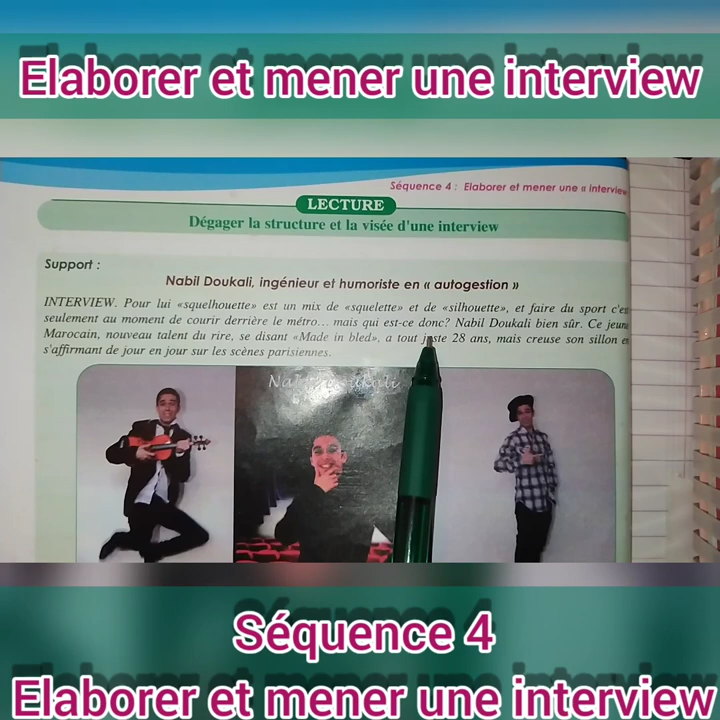 Elaborer et mener une interview
Séquence 4 : Elaborer et mener une « interview
LECTURE
Dégager la structure et la visée d'une interview
Support :
Nabil Doukali, ingénieur et humoriste en « autogestion »
INTERVIEW. Pour lui «squelhouette» est un mix de «squelette» et de «silhouette», et faire du sport c'est
seulement au moment de courir derrière le métro... mais qui est-ce donc? Nabil Doukali bien sûr. Ce jeune
Marocain, nouveau talent du rire, se disant «Made in bled», a tout juste 28 ans, mais creuse son sillon en
s'affirmant de jour en jour sur les scènes parisiennes.
Nabil Doukali
Séquence 4
Elaborer et mener une interview